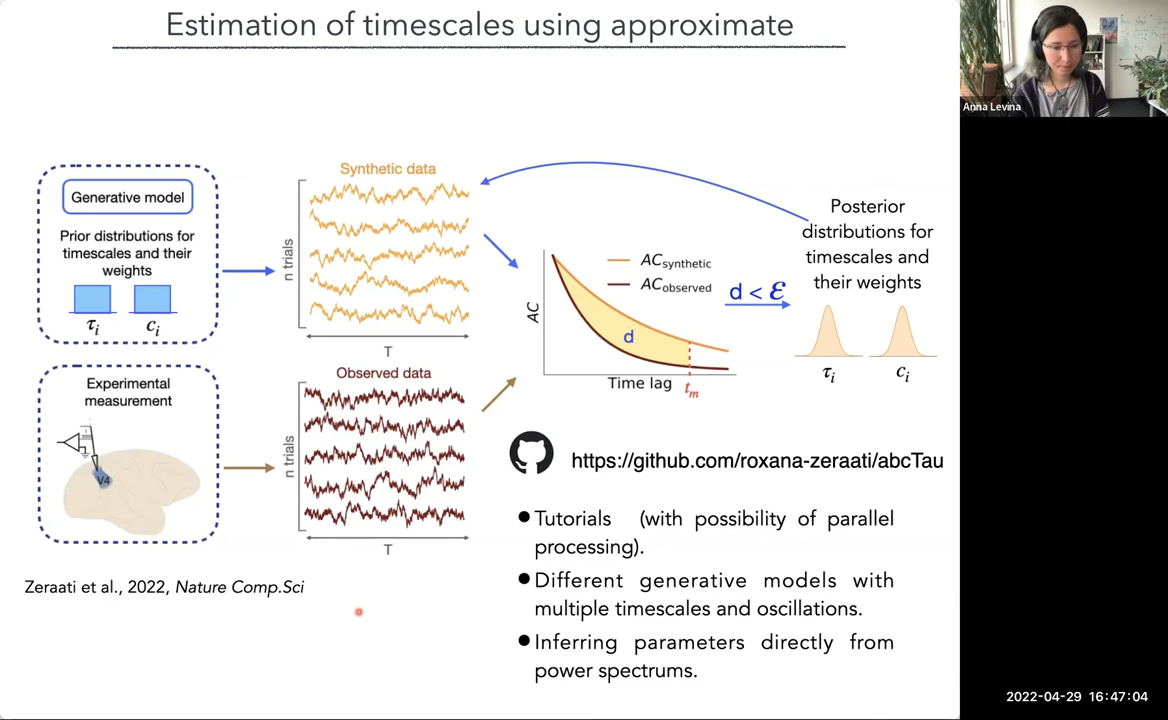 Estimation of timescales using approximate
Anna Levina
Generative model
Prior distributions for
timescales and their
weights
τi
ci
Synthetic data
n trials
T
Experimental
measurement
V4
Observed data
n trials
T
AC
ACsynthetic
ACobserved
d
Time lag
tm
d < ℇ
Posterior
distributions for
timescales and
their weights
τi
ci
https://github.com/roxana-zeraati/abcTau
●Tutorials (with possibility of parallel
processing).
●Different generative models with
multiple timescales and oscillations.
●Inferring parameters directly from
power spectrums.
Zeraati et al., 2022, Nature Comp.Sci
2022-04-29 16:47:04